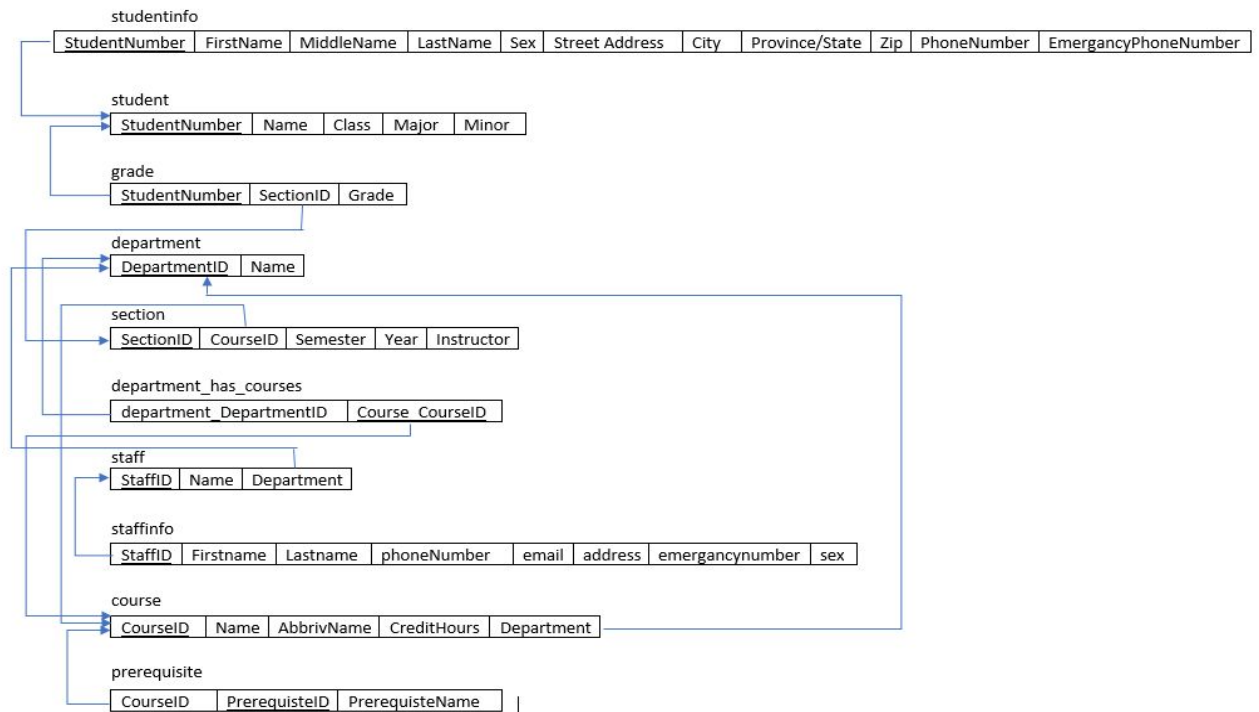 studentinfo
StudentNumber FirstName MiddleName LastName Sex Street Address City Province/State Zip PhoneNumber EmergancyPhoneNumber
student
StudentNumber Name Class Major Minor
grade
StudentNumber SectionID Grade
department
DepartmentID Name
section
SectionID CourseID Semester Year Instructor
department_has_courses
department_DepartmentID Course_CourseID
staff
StaffID Name Department
staffinfo
StaffID Firstname Lastname phoneNumber email address emergancynumber sex
course
CourseID Name AbbrivName CreditHours Department
prerequisite
CourseID PrerequisteID PrerequisteName